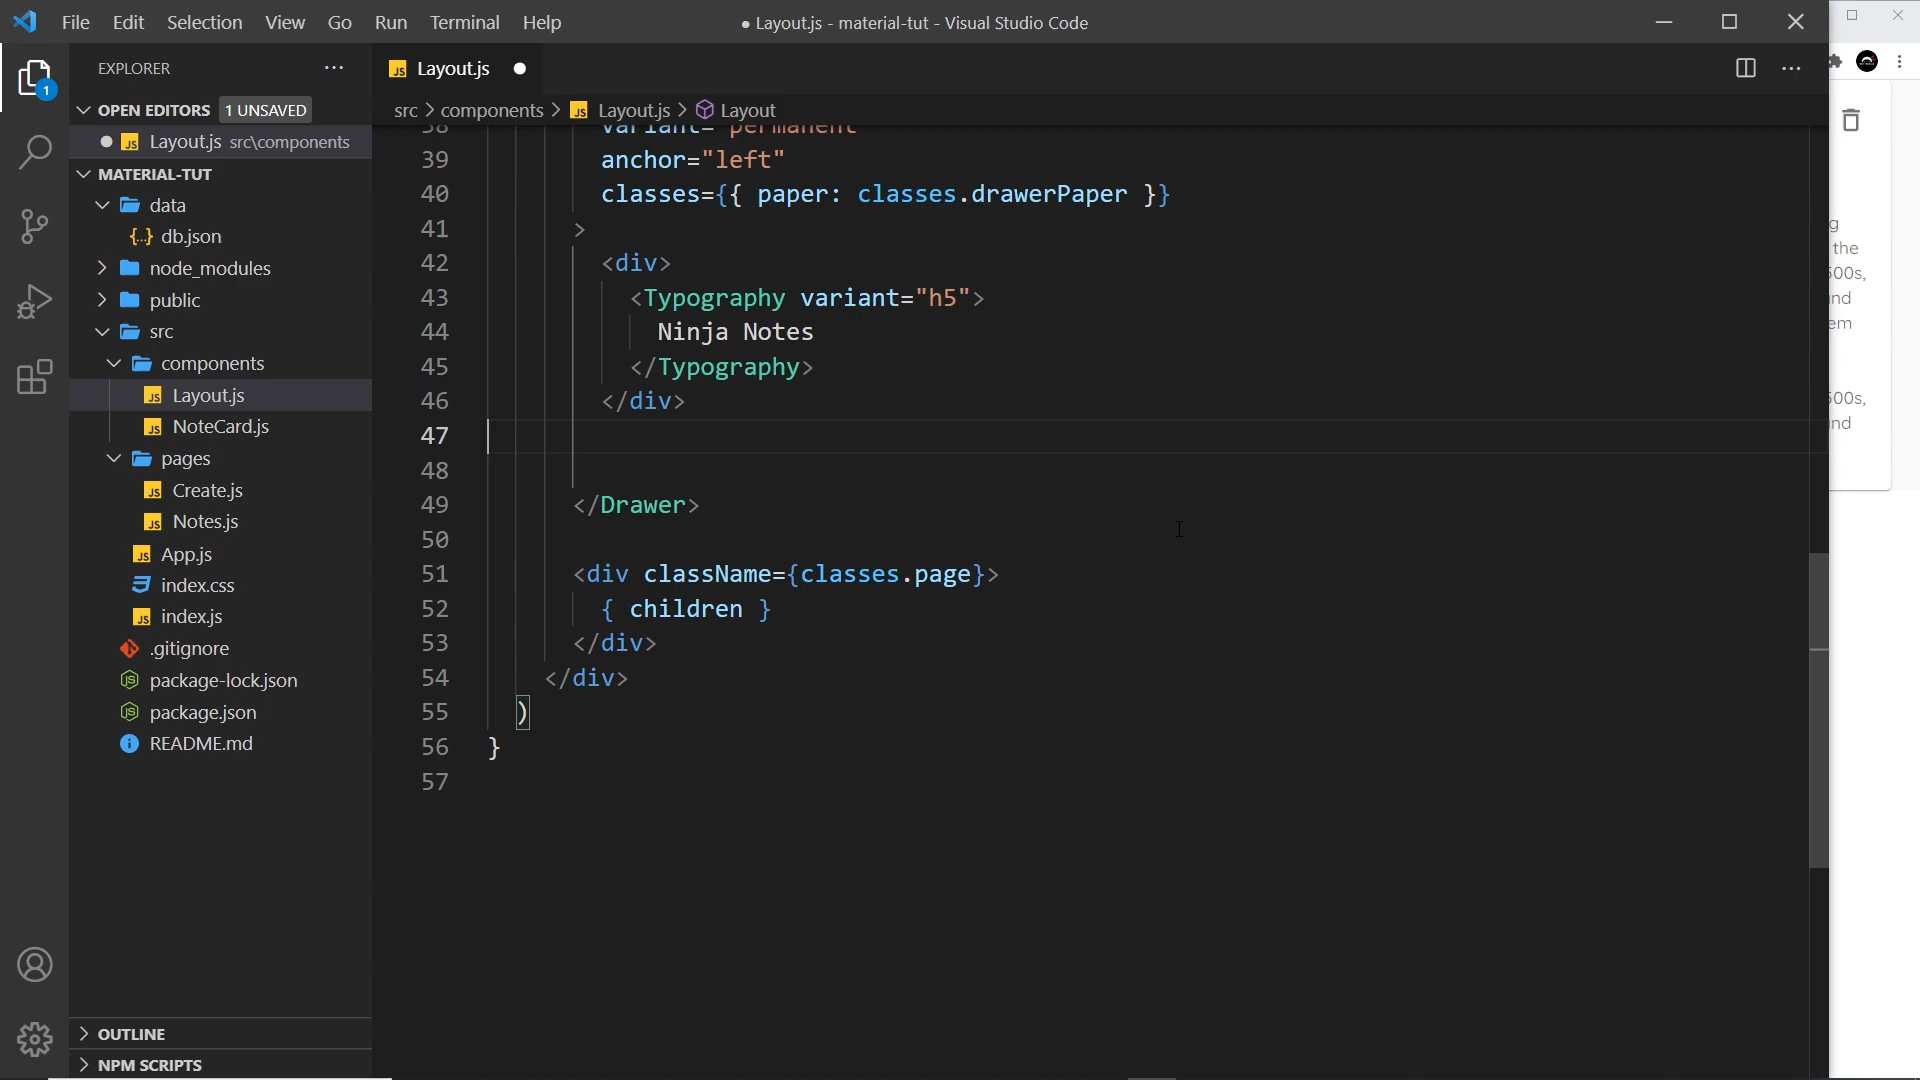 File Edit Selection View Go Run Terminal Help
● Layout.js - material-tut - Visual Studio Code
EXPLORER
1
OPEN EDITORS 1 UNSAVED
Layout.js src\components
MATERIAL-TUT
data
db.json
node_modules
public
src
components
Layout.js
NoteCard.js
pages
Create.js
Notes.js
App.js
index.css
index.js
.gitignore
package-lock.json
package.json
README.md
OUTLINE
NPM SCRIPTS
Layout.js
src > components > Layout.js > Layout
38 variant="permanent"
39 anchor="left"
40 classes={{ paper: classes.drawerPaper }}
41 >
42 <div>
43 <Typography variant="h5">
44 Ninja Notes
45 </Typography>
46 </div>
47
48
49 </Drawer>
50
51 <div className={classes.page}>
52 { children }
53 </div>
54 </div>
55 )
56 }
57
the